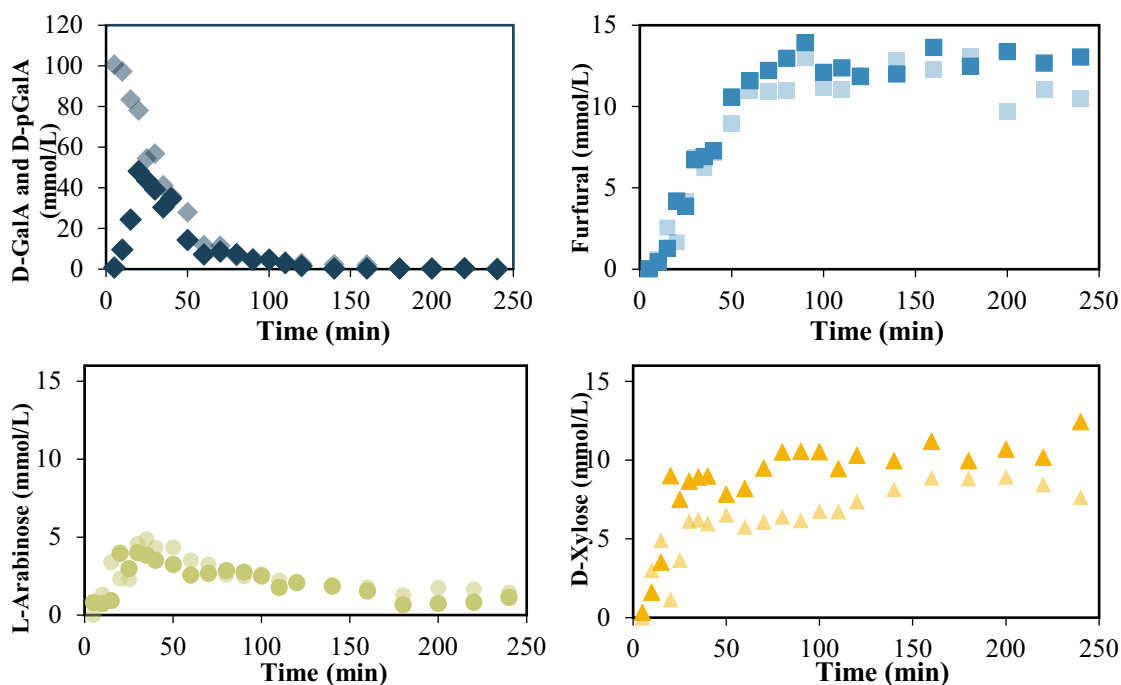 D-GalA and D-pGalA
(mmol/L)
120
100
80
60
40
20
0
0 50 100 150 200 250
Time (min)
Furfural (mmol/L)
15
10
5
0
0 50 100 150 200 250
Time (min)
L-Arabinose (mmol/L)
15
10
5
0
0 50 100 150 200 250
Time (min)
D-Xylose (mmol/L)
15
10
5
0
0 50 100 150 200 250
Time (min)